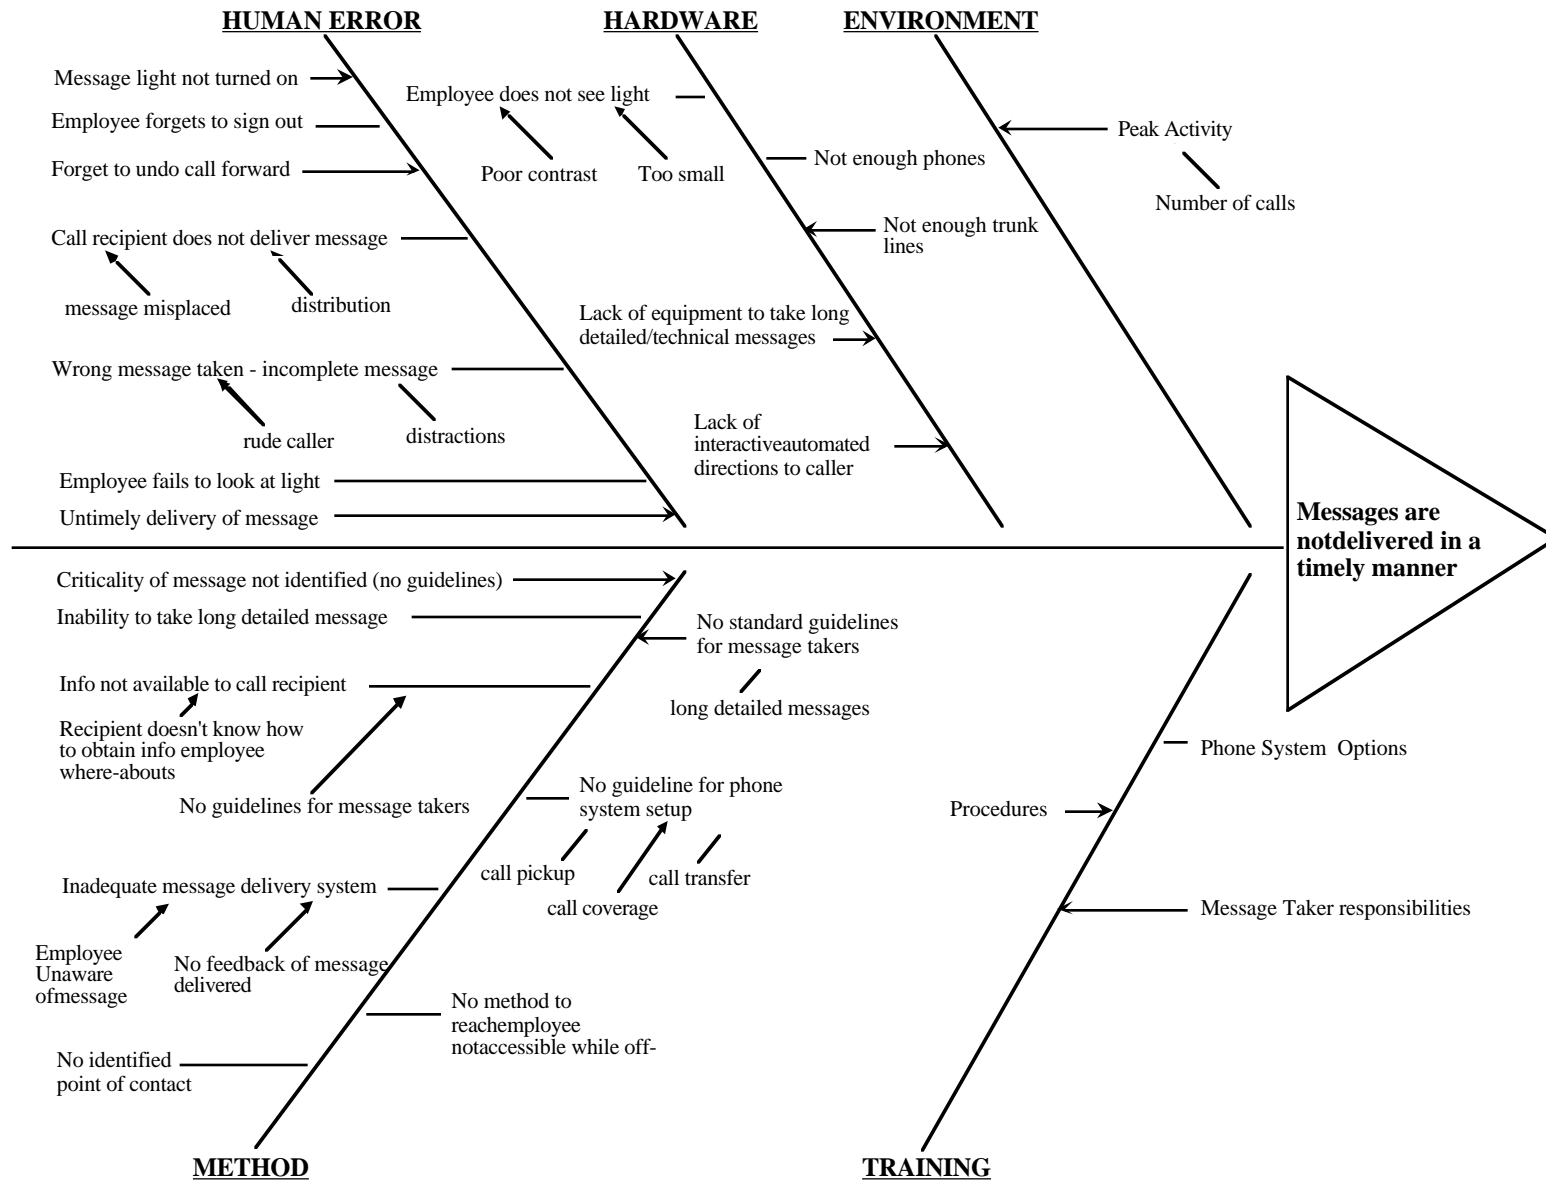 HUMAN ERROR
HARDWARE
ENVIRONMENT
Message light not turned on
Employee forgets to sign out
Forget to undo call forward
Call recipient does not deliver message
message misplaced
distribution
Wrong message taken - incomplete message
rude caller
distractions
Employee fails to look at light
Untimely delivery of message
Employee does not see light
Poor contrast
Too small
Not enough phones
Not enough trunk
lines
Lack of equipment to take long
detailed/technical messages
Lack of
interactiveautomated
directions to caller
Peak Activity
Number of calls
Messages are
notdelivered in a
timely manner
Criticality of message not identified (no guidelines)
Inability to take long detailed message
No standard guidelines
for message takers
long detailed messages
Info not available to call recipient
Recipient doesn't know how
to obtain info employee
where-abouts
No guidelines for message takers
No guideline for phone
system setup
call pickup
call coverage
call transfer
Inadequate message delivery system
Employee
Unaware
ofmessage
No feedback of message
delivered
No method to
reachemployee
notaccessible while off-
No identified
point of contact
Phone System  Options
Procedures
Message Taker responsibilities
METHOD
TRAINING